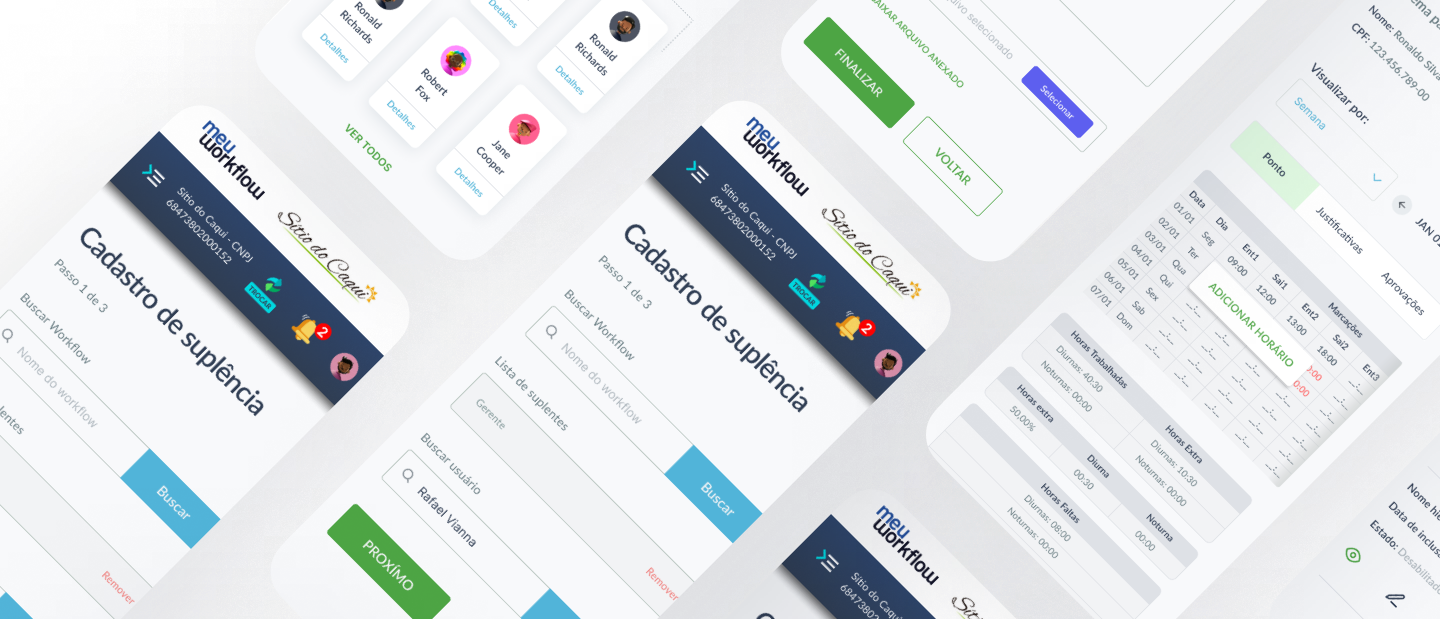 Ronald
Richards
Detalhes
Detalhes
Ronald
Richards
Detalhes
Robert
Fox
Detalhes
Jane
Cooper
Detalhes
VER TODOS
meu
workflow
Sítio do Caqui
Sítio do Caqui - CNPJ
68473802000152
TROCAR
2
Cadastro de suplência
Passo 1 de 3
Buscar Workflow
Nome do workflow
Buscar
Remover
meu
workflow
Sítio do Caqui
Sítio do Caqui - CNPJ
68473802000152
TROCAR
2
Cadastro de suplência
Passo 1 de 3
Buscar Workflow
Nome do workflow
Buscar
Lista de suplentes
Gerente
Remover
Buscar usuário
Rafael Vianna
PROXÍMO
selecionado
Selecionar
AIXAR ARQUIVO ANEXADO
FINALIZAR
VOLTAR
Nome: Ronaldo Silva
CPF: 123.456.789-00
Visualizar por:
Semana
JAN 0
Ponto
Justificativas
Aprovações
Marcações
Data
Dia
Ent1
Sai1
Ent2
Sai2
Ent3
01/01
Seg
09:00
12:00
13:00
18:00
02/01
Ter
03/01
Qua
04/01
Qui
05/01
Sex
06/01
Sab
07/01
Dom
ADICIONAR HORÁRIO
Horas Trabalhadas
Diurnas: 40:30
Noturnas: 00:00
Horas Extra
Diurnas: 10:30
Noturnas: 00:00
Horas extra
Diurna
Noturna
50.00%
00:30
00:00
Horas Faltas
Diurnas: 08:00
Noturnas: 00:00
meu
workflow
Sítio do Caqui
Nome hi
Data de inclus
Estado: Desabilitado